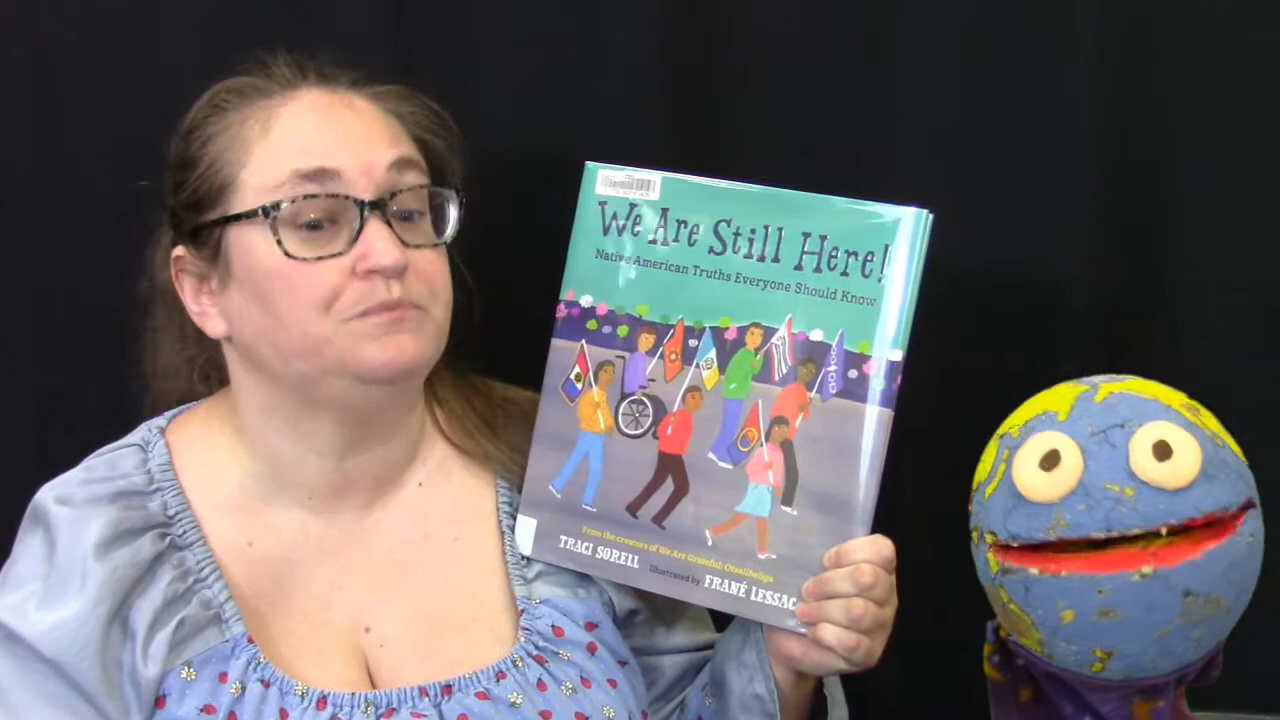 We Are Still Here!
Native American Truths Everyone Should Know
From the creators of We Are Grateful: Otsaliheliga
TRACI SORELL
Illustrated by FRANÉ LESSAC